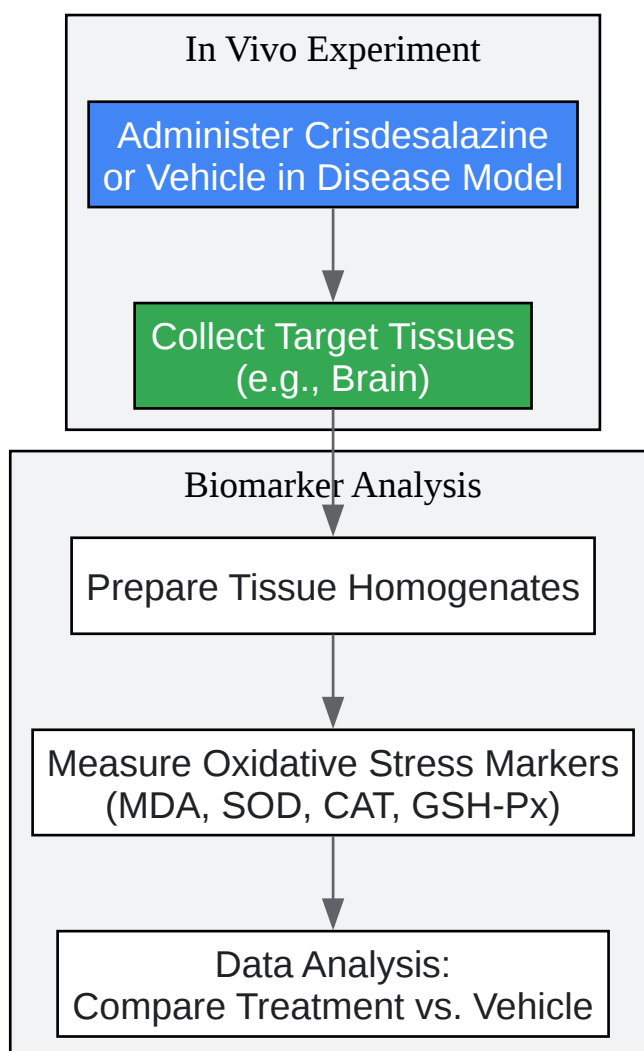 In Vivo Experiment
Administer Crisdesalazine
or Vehicle in Disease Model
Collect Target Tissues
(e.g., Brain)
Biomarker Analysis
Prepare Tissue Homogenates
Measure Oxidative Stress Markers
(MDA, SOD, CAT, GSH-Px)
Data Analysis:
Compare Treatment vs. Vehicle